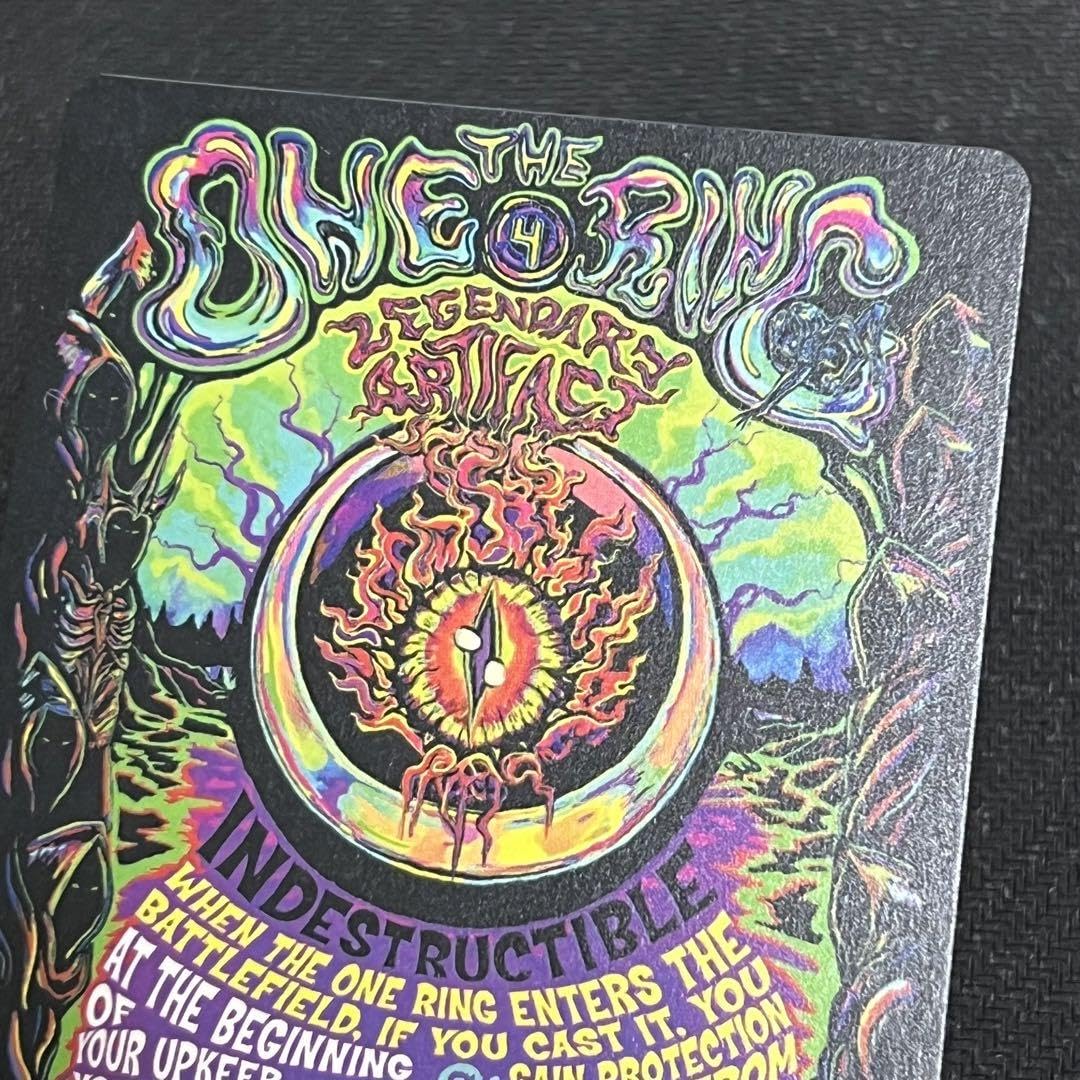 THE
ONE RING
4
LEGENDARY
ARTIFACT
INDESTRUCTIBLE
WHEN THE ONE RING ENTERS THE
BATTLEFIELD, IF YOU CAST IT. YOU
GAIN PROTECTION
FROM
AT THE BEGINNING
OF
YOUR UPKEEP